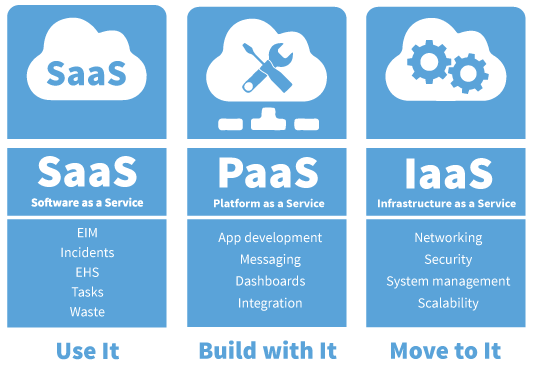 SaaS
SaaS
Software as a Service
EIM
Incidents
EHS
Tasks
Waste
Use It
PaaS
Platform as a Service
App development
Messaging
Dashboards
Integration
Build with It
IaaS
Infrastructure as a Service
Networking
Security
System management
Scalability
Move to It